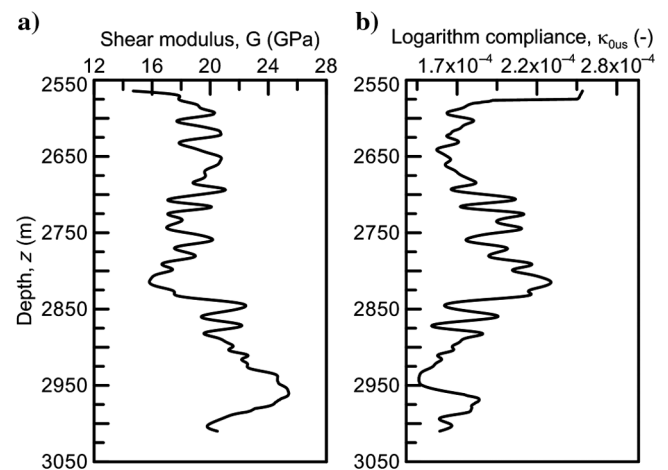 a)
Shear modulus, G (GPa)
12 16 20 24 28
2550
2650
2750
2850
2950
3050
Depth, z (m)
b)
Logarithm compliance, κ0us (-)
1.7x10⁻⁴ 2.2x10⁻⁴ 2.8x10⁻⁴
2550
2650
2750
2850
2950
3050